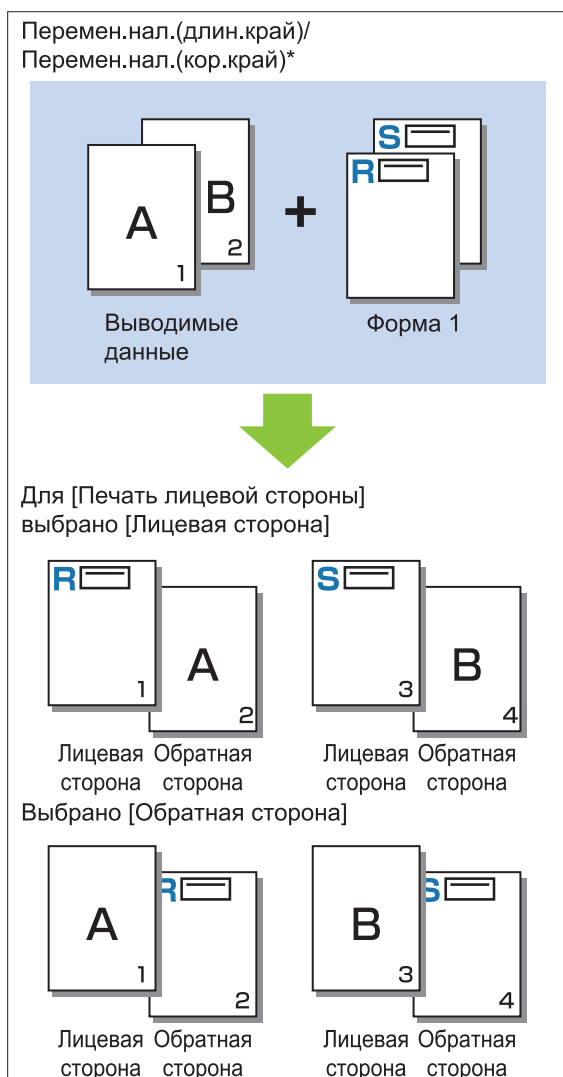 Перемен.нал.(длин.край)/
Перемен.нал.(кор.край)*
A
1
B
2
+
R
S
Выводимые
данные
Форма 1
Для [Печать лицевой стороны]
выбрано [Лицевая сторона]
R
1
A
2
S
3
B
4
Лицевая Обратная
сторона сторона
Лицевая Обратная
сторона сторона
Выбрано [Обратная сторона]
A
1
R
2
B
3
S
4
Лицевая Обратная
сторона сторона
Лицевая Обратная
сторона сторона